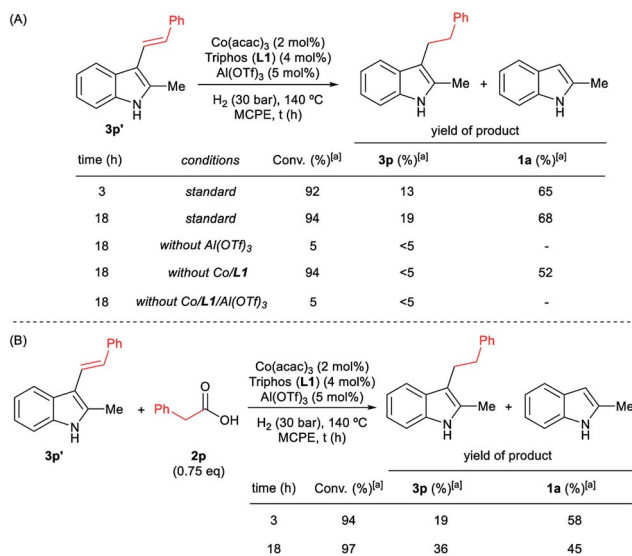 (A)
Ph
N
H
Me
3p'
Co(acac)3 (2 mol%)
Triphos (L1) (4 mol%)
Al(OTf)3 (5 mol%)
H2 (30 bar), 140 ºC
MCPE, t (h)
Ph
N
H
Me
+
N
H
Me
yield of product
time (h) conditions Conv. (%)[a] 3p (%)[a] 1a (%)[a]
3 standard 92 13 65
18 standard 94 19 68
18 without Al(OTf)3 5 <5 -
18 without Co/L1 94 <5 52
18 without Co/L1/Al(OTf)3 5 <5 -
(B)
Ph
N
H
Me
3p'
+
Ph
O
OH
2p
(0.75 eq)
Co(acac)3 (2 mol%)
Triphos (L1) (4 mol%)
Al(OTf)3 (5 mol%)
H2 (30 bar), 140 ºC
MCPE, t (h)
Ph
N
H
Me
+
N
H
Me
yield of product
time (h) Conv. (%)[a] 3p (%)[a] 1a (%)[a]
3 94 19 58
18 97 36 45